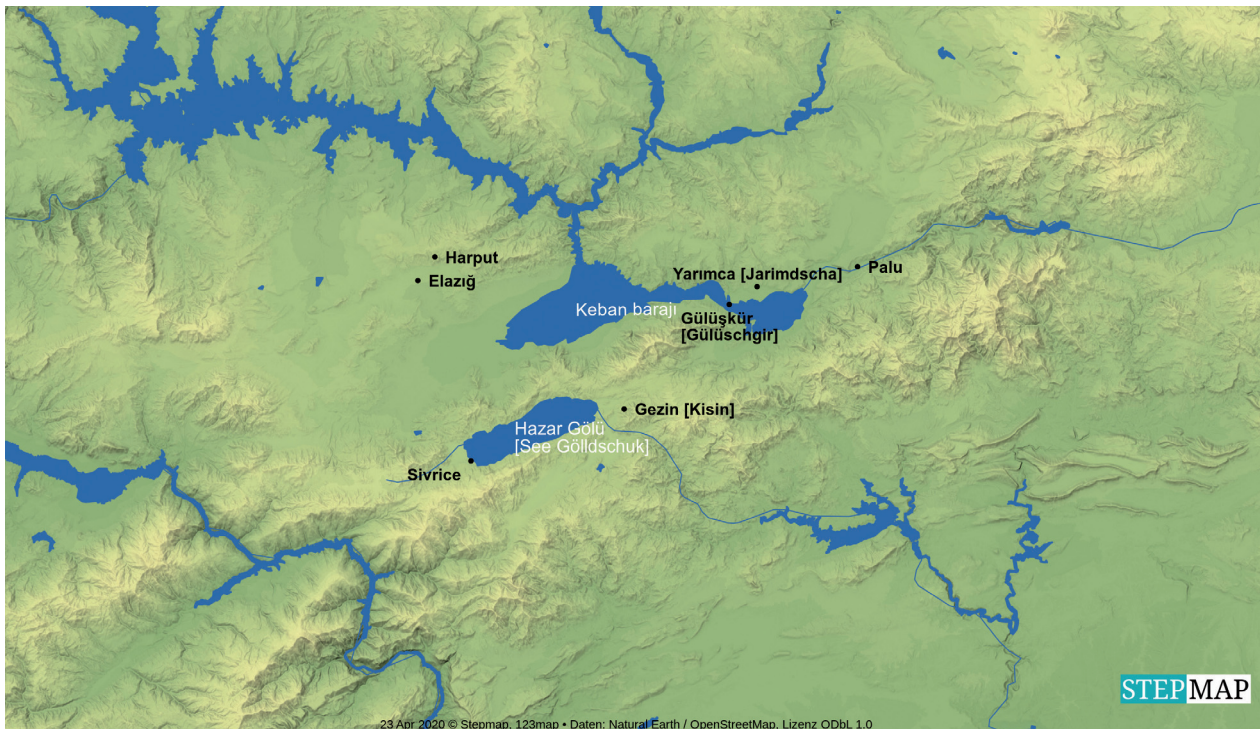 Harput
Elazığ
Yarımca [Jarimdscha]
Palu
Keban barajı
Gülüşkür
[Gülüschgir]
Gezin [Kisin]
Hazar Gölü
[See Gölldschuk]
Sivrice
STEPMAP
23 Apr 2020 © Stepmap, 123map • Daten: Natural Earth / OpenStreetMap, Lizenz ODbL 1.0